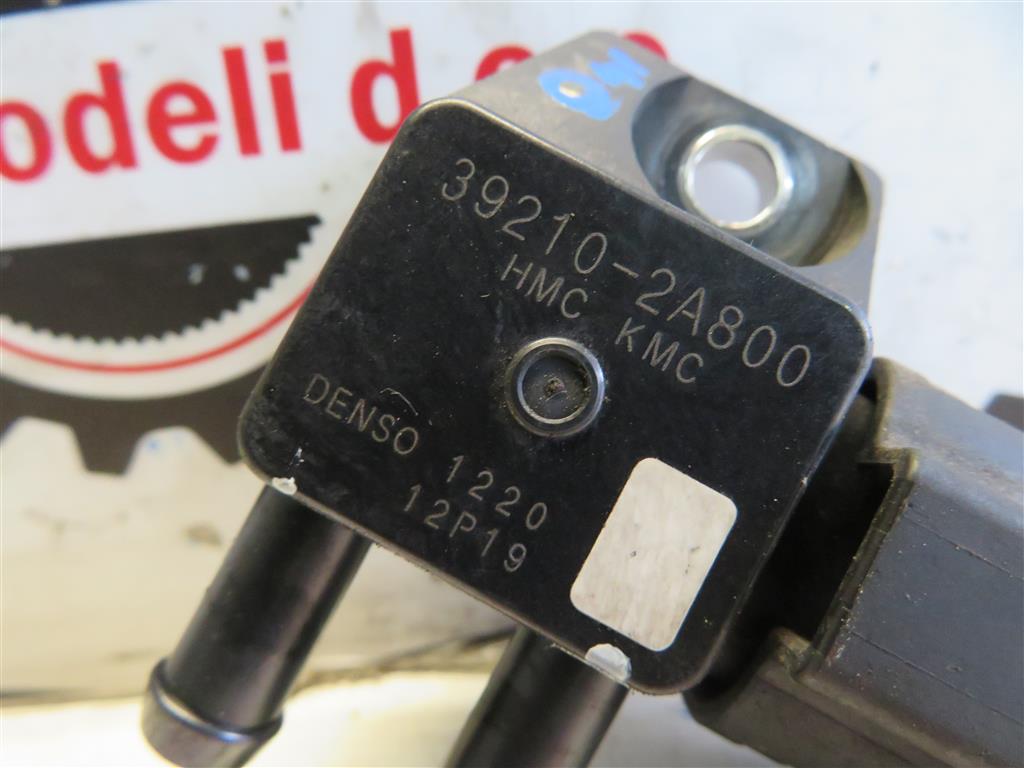 odeli d.o.o
39210-2A800
HMC KMC
DENSO 1220
12P19